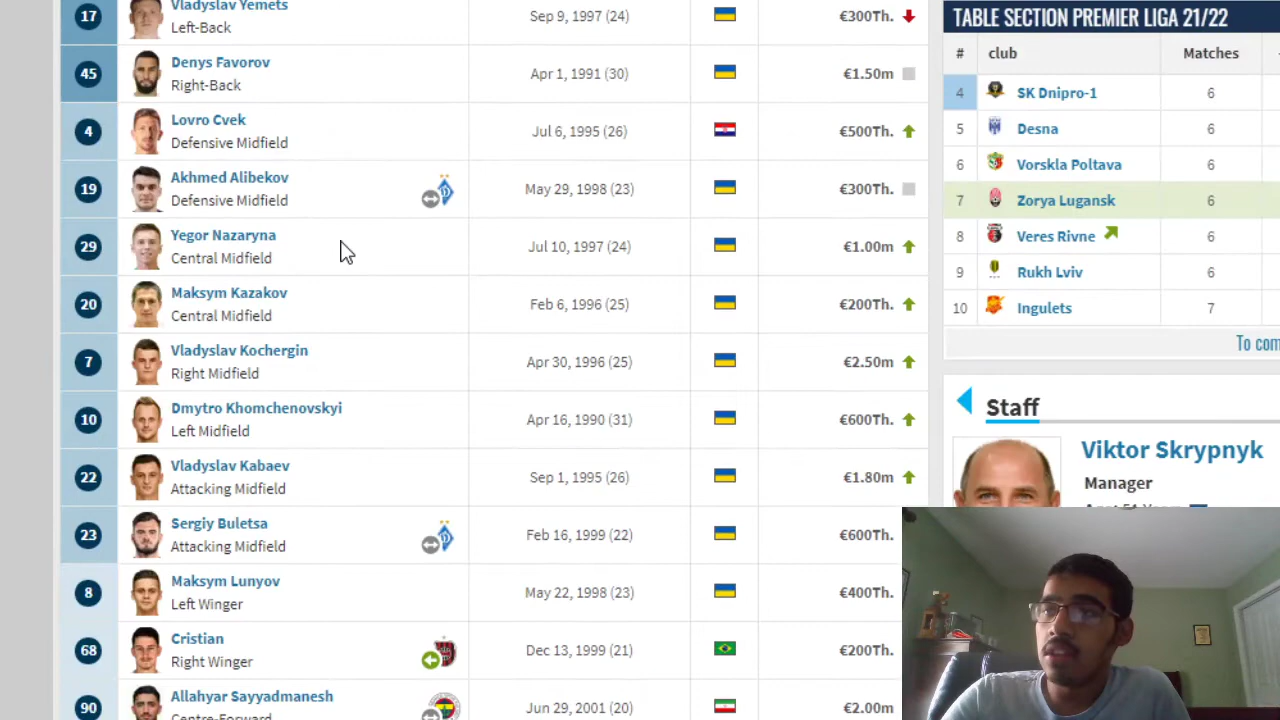 17 Vladyslav Yemets Sep 9, 1997 (24) €300Th.
Left-Back
45 Denys Favorov Apr 1, 1991 (30) €1.50m
Right-Back
4 Lovro Cvek Jul 6, 1995 (26) €500Th.
Defensive Midfield
19 Akhmed Alibekov May 29, 1998 (23) €300Th.
Defensive Midfield
29 Yegor Nazaryna Jul 10, 1997 (24) €1.00m
Central Midfield
20 Maksym Kazakov Feb 6, 1996 (25) €200Th.
Central Midfield
7 Vladyslav Kochergin Apr 30, 1996 (25) €2.50m
Right Midfield
10 Dmytro Khomchenovskyi Apr 16, 1990 (31) €600Th.
Left Midfield
22 Vladyslav Kabaev Sep 1, 1995 (26) €1.80m
Attacking Midfield
23 Sergiy Buletsa Feb 16, 1999 (22) €600Th.
Attacking Midfield
8 Maksym Lunyov May 22, 1998 (23) €400Th.
Left Winger
68 Cristian Dec 13, 1999 (21) €200Th.
Right Winger
90 Allahyar Sayyadmanesh Jun 29, 2001 (20) €2.00m
Centre-Forward
TABLE SECTION PREMIER LIGA 21/22
# club Matches
4 SK Dnipro-1 6
5 Desna 6
6 Vorskla Poltava 6
7 Zorya Lugansk 6
8 Veres Rivne 6
9 Rukh Lviv 6
10 Ingulets 7
To com
Staff
Viktor Skrypnyk
Manager